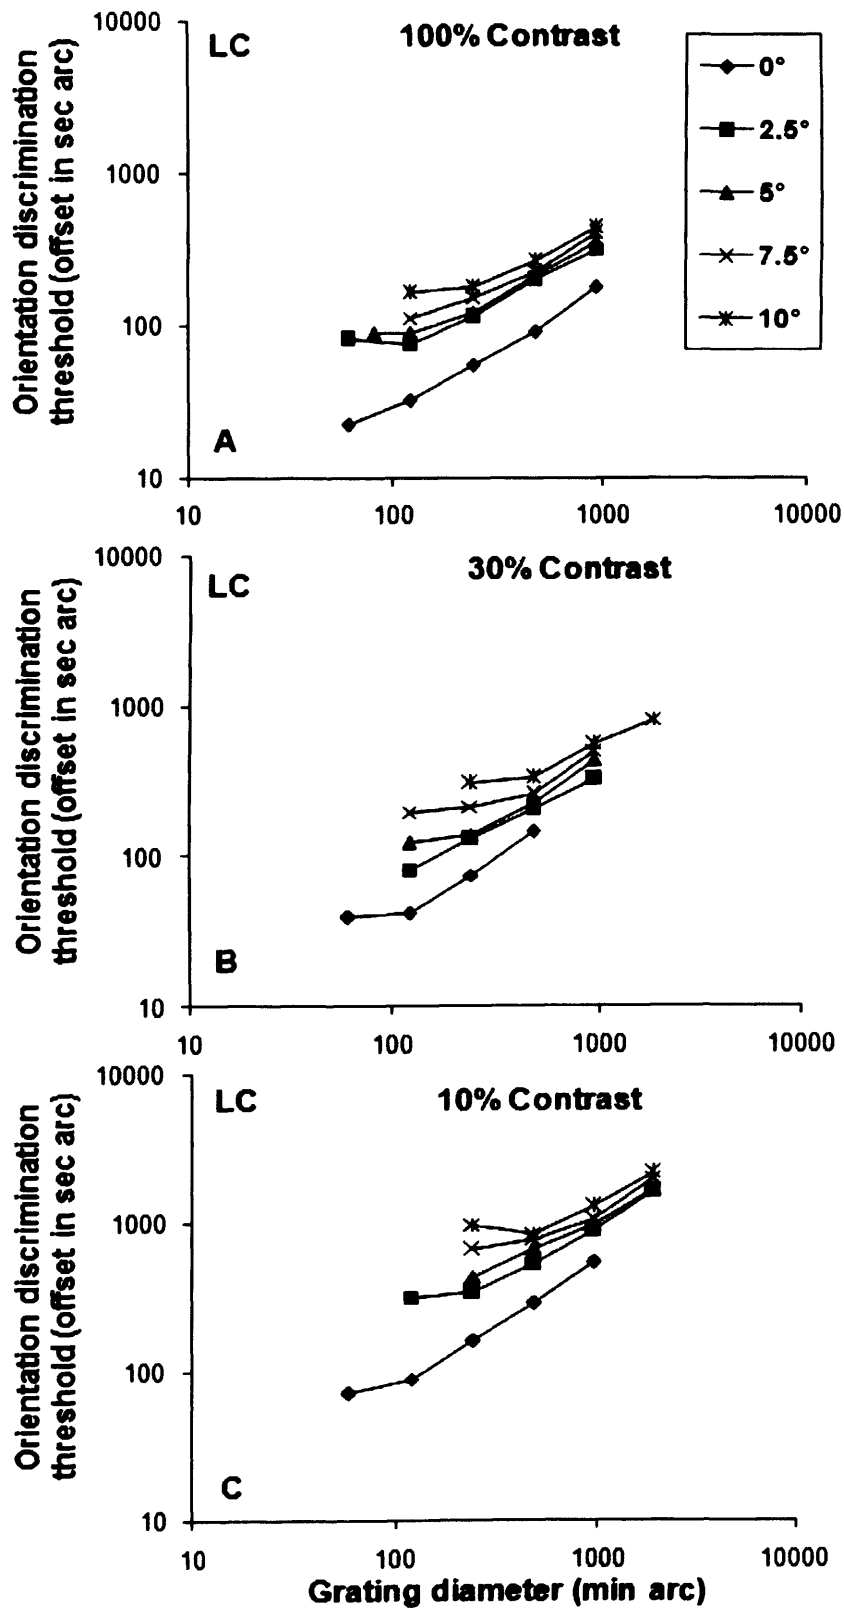 10000
LC
100% Contrast
0°
2.5°
5°
7.5°
10°
1000
100
10
A
10
100
1000
10000
Orientation discrimination
threshold (offset in sec arc)
10000
LC
30% Contrast
1000
100
10
B
10
100
1000
10000
Orientation discrimination
threshold (offset in sec arc)
10000
LC
10% Contrast
1000
100
10
C
10
100
1000
10000
Orientation discrimination
threshold (offset in sec arc)
Grating diameter (min arc)